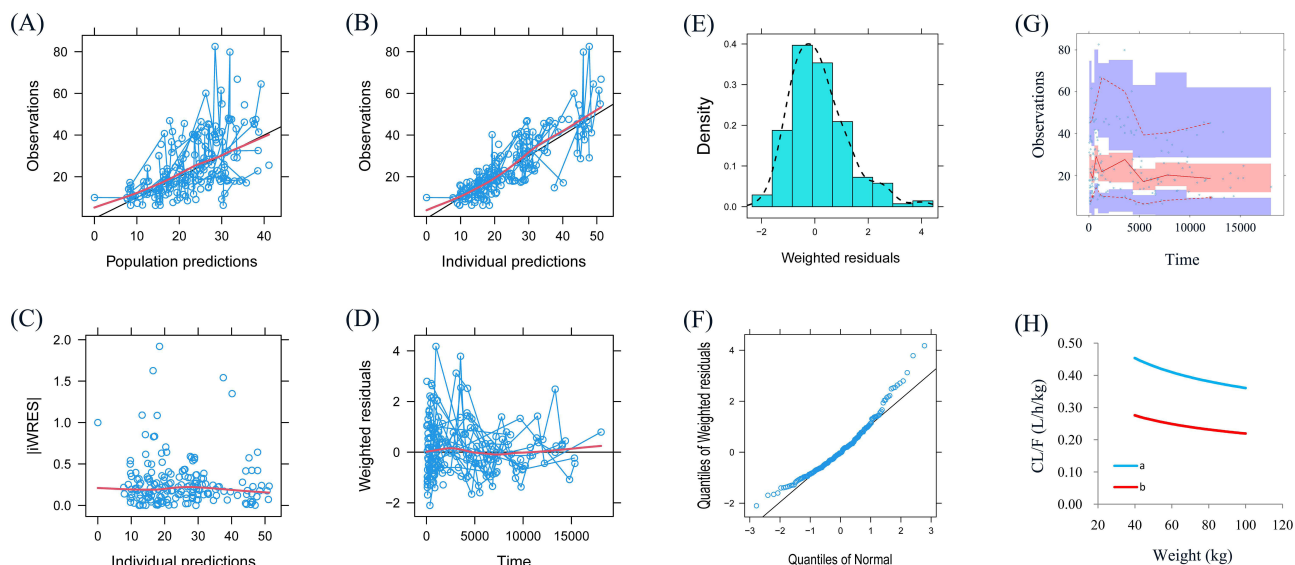 (A)
Observations
80
60
40
20
0 10 20 30 40
Population predictions
(B)
Observations
80
60
40
20
0 10 20 30 40 50
Individual predictions
(E)
Density
0.4
0.3
0.2
0.1
0.0
−2 0 2 4
Weighted residuals
(G)
Observations
80
60
40
20
0 5000 10000 15000
Time
(C)
|iWRES|
2.0
1.5
1.0
0.5
0.0
0 10 20 30 40 50
Individual predictions
(D)
Weighted residuals
4
2
0
−2
0 5000 10000 15000
Time
(F)
Quantiles of Weighted residuals
4
2
0
−2
−3 −2 −1 0 1 2 3
Quantiles of Normal
(H)
CL/F (L/h/kg)
0.50
0.40
0.30
0.20
0.10
0.00
a
b
20 40 60 80 100 120
Weight (kg)